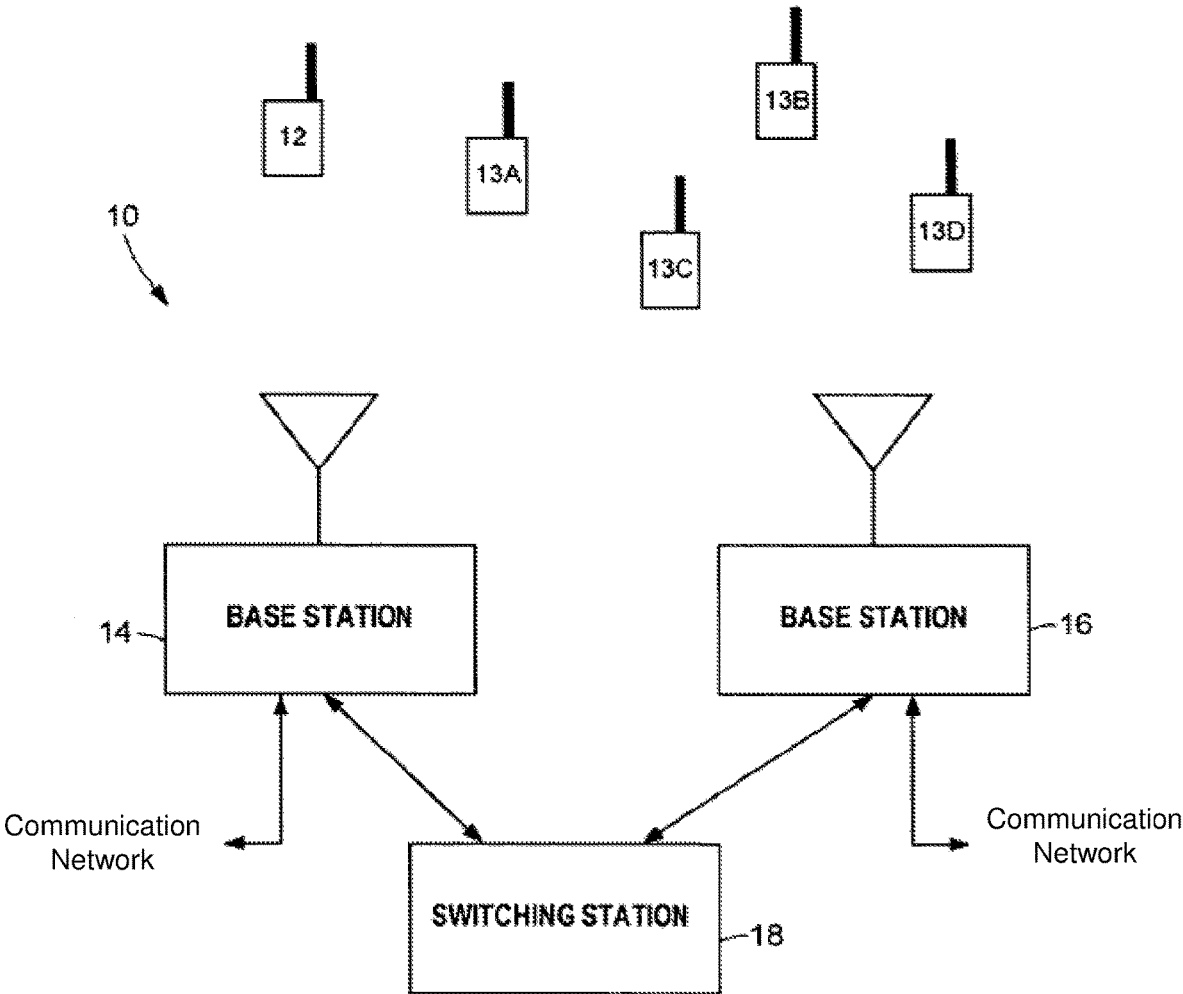 12
13A
13B
13C
13D
10
BASE STATION
14
BASE STATION
16
Communication
Network
Communication
Network
SWITCHING STATION
18